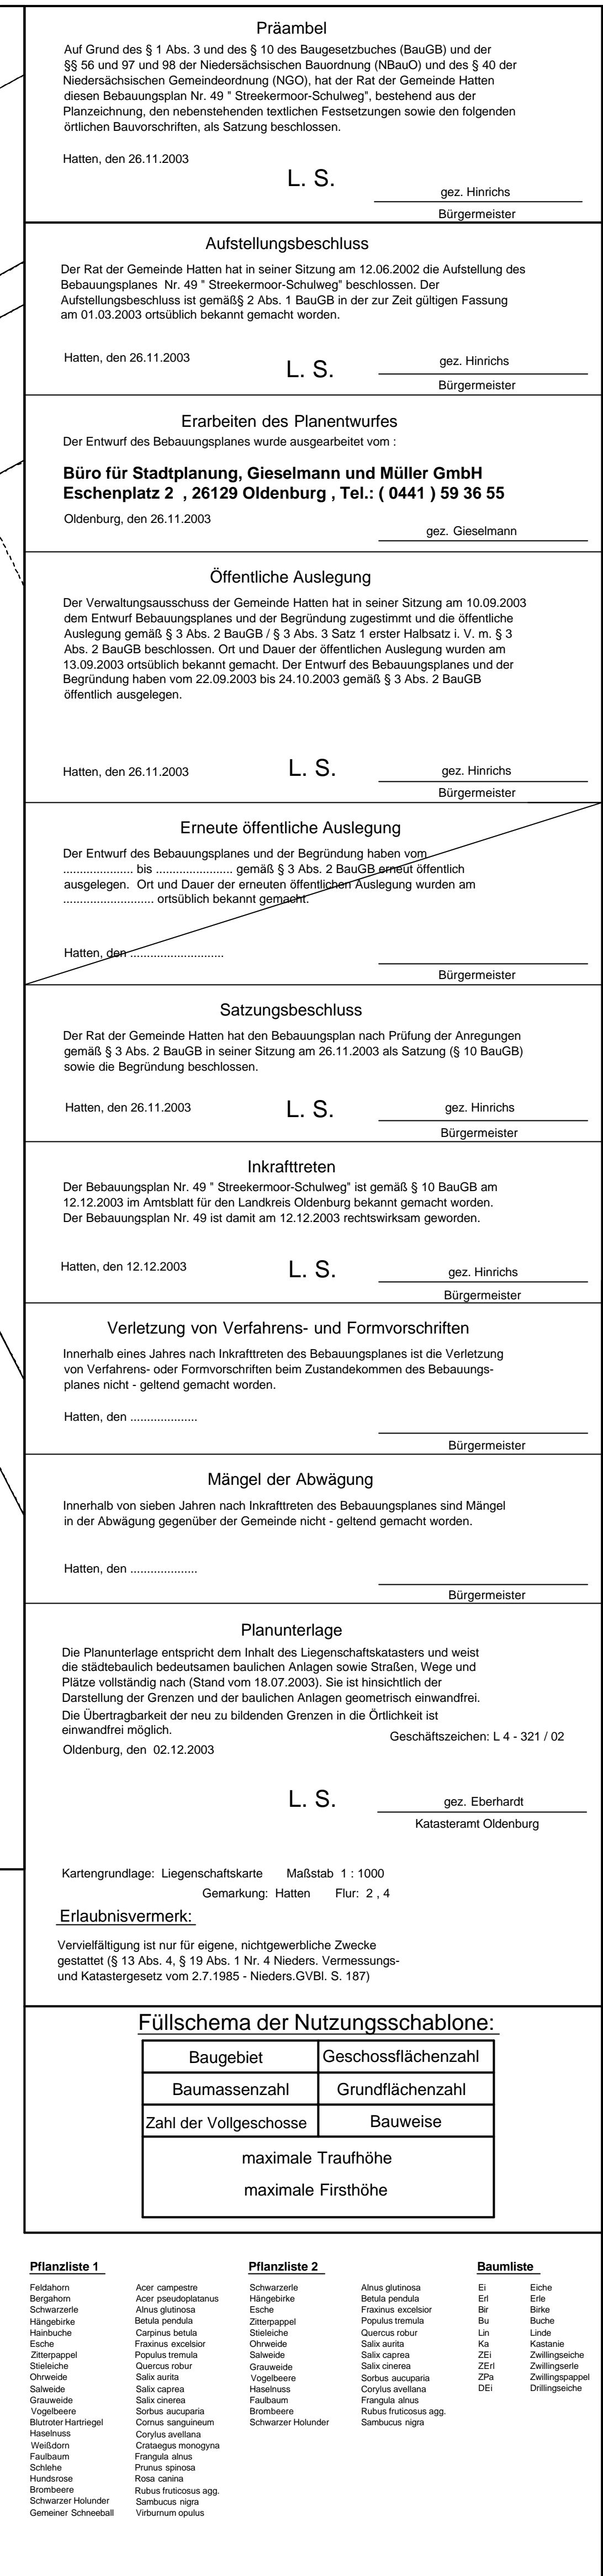 Präambel
Auf Grund des § 1 Abs. 3 und des § 10 des Baugesetzbuches (BauGB) und der
§§ 56 und 97 und 98 der Niedersächsischen Bauordnung (NBauO) und des § 40 der
Niedersächsischen Gemeindeordnung (NGO), hat der Rat der Gemeinde Hatten
diesen Bebauungsplan Nr. 49 " Streekermoor-Schulweg", bestehend aus der
Planzeichnung, den nebenstehenden textlichen Festsetzungen sowie den folgenden
örtlichen Bauvorschriften, als Satzung beschlossen.
Hatten, den 26.11.2003
L. S.
gez. Hinrichs
Bürgermeister
Aufstellungsbeschluss
Der Rat der Gemeinde Hatten hat in seiner Sitzung am 12.06.2002 die Aufstellung des
Bebauungsplanes Nr. 49 " Streekermoor-Schulweg" beschlossen. Der
Aufstellungsbeschluss ist gemäß§ 2 Abs. 1 BauGB in der zur Zeit gültigen Fassung
am 01.03.2003 ortsüblich bekannt gemacht worden.
Hatten, den 26.11.2003
L. S.
gez. Hinrichs
Bürgermeister
Erarbeiten des Planentwurfes
Der Entwurf des Bebauungsplanes wurde ausgearbeitet vom :
Büro für Stadtplanung, Gieselmann und Müller GmbH
Eschenplatz 2 , 26129 Oldenburg , Tel.: ( 0441 ) 59 36 55
Oldenburg, den 26.11.2003
gez. Gieselmann
Öffentliche Auslegung
Der Verwaltungsausschuss der Gemeinde Hatten hat in seiner Sitzung am 10.09.2003
dem Entwurf Bebauungsplanes und der Begründung zugestimmt und die öffentliche
Auslegung gemäß § 3 Abs. 2 BauGB / § 3 Abs. 3 Satz 1 erster Halbsatz i. V. m. § 3
Abs. 2 BauGB beschlossen. Ort und Dauer der öffentlichen Auslegung wurden am
13.09.2003 ortsüblich bekannt gemacht. Der Entwurf des Bebauungsplanes und der
Begründung haben vom 22.09.2003 bis 24.10.2003 gemäß § 3 Abs. 2 BauGB
öffentlich ausgelegen.
Hatten, den 26.11.2003
L. S.
gez. Hinrichs
Bürgermeister
Erneute öffentliche Auslegung
Der Entwurf des Bebauungsplanes und der Begründung haben vom
..................... bis ....................... gemäß § 3 Abs. 2 BauGB erneut öffentlich
ausgelegen. Ort und Dauer der erneuten öffentlichen Auslegung wurden am
........................... ortsüblich bekannt gemacht.
Hatten, den ............................
Bürgermeister
Satzungsbeschluss
Der Rat der Gemeinde Hatten hat den Bebauungsplan nach Prüfung der Anregungen
gemäß § 3 Abs. 2 BauGB in seiner Sitzung am 26.11.2003 als Satzung (§ 10 BauGB)
sowie die Begründung beschlossen.
Hatten, den 26.11.2003
L. S.
gez. Hinrichs
Bürgermeister
Inkrafttreten
Der Bebauungsplan Nr. 49 " Streekermoor-Schulweg" ist gemäß § 10 BauGB am
12.12.2003 im Amtsblatt für den Landkreis Oldenburg bekannt gemacht worden.
Der Bebauungsplan Nr. 49 ist damit am 12.12.2003 rechtswirksam geworden.
Hatten, den 12.12.2003
L. S.
gez. Hinrichs
Bürgermeister
Verletzung von Verfahrens- und Formvorschriften
Innerhalb eines Jahres nach Inkrafttreten des Bebauungsplanes ist die Verletzung
von Verfahrens- oder Formvorschriften beim Zustandekommen des Bebauungs-
planes nicht - geltend gemacht worden.
Hatten, den ....................
Bürgermeister
Mängel der Abwägung
Innerhalb von sieben Jahren nach Inkrafttreten des Bebauungsplanes sind Mängel
in der Abwägung gegenüber der Gemeinde nicht - geltend gemacht worden.
Hatten, den ....................
Bürgermeister
Planunterlage
Die Planunterlage entspricht dem Inhalt des Liegenschaftskatasters und weist
die städtebaulich bedeutsamen baulichen Anlagen sowie Straßen, Wege und
Plätze vollständig nach (Stand vom 18.07.2003). Sie ist hinsichtlich der
Darstellung der Grenzen und der baulichen Anlagen geometrisch einwandfrei.
Die Übertragbarkeit der neu zu bildenden Grenzen in die Örtlichkeit ist
einwandfrei möglich.
Geschäftszeichen: L 4 - 321 / 02
Oldenburg, den 02.12.2003
L. S.
gez. Eberhardt
Katasteramt Oldenburg
Kartengrundlage: Liegenschaftskarte Maßstab 1 : 1000
Gemarkung: Hatten Flur: 2 , 4
Erlaubnisvermerk:
Vervielfältigung ist nur für eigene, nichtgewerbliche Zwecke
gestattet (§ 13 Abs. 4, § 19 Abs. 1 Nr. 4 Nieders. Vermessungs-
und Katastergesetz vom 2.7.1985 - Nieders.GVBl. S. 187)
Füllschema der Nutzungsschablone:
Baugebiet Geschossflächenzahl
Baumassenzahl Grundflächenzahl
Zahl der Vollgeschosse Bauweise
maximale Traufhöhe
maximale Firsthöhe
Pflanzliste 1
Feldahorn Acer campestre
Bergahorn Acer pseudoplatanus
Schwarzerle Alnus glutinosa
Hängebirke Betula pendula
Hainbuche Carpinus betula
Esche Fraxinus excelsior
Zitterpappel Populus tremula
Stieleiche Quercus robur
Ohrweide Salix aurita
Salweide Salix caprea
Grauweide Salix cinerea
Vogelbeere Sorbus aucuparia
Blutroter Hartriegel Cornus sanguineum
Haselnuss Corylus avellana
Weißdorn Crataegus monogyna
Faulbaum Frangula alnus
Schlehe Prunus spinosa
Hundsrose Rosa canina
Brombeere Rubus fruticosus agg.
Schwarzer Holunder Sambucus nigra
Gemeiner Schneeball Virburnum opulus
Pflanzliste 2
Schwarzerle Alnus glutinosa
Hängebirke Betula pendula
Esche Fraxinus excelsior
Zitterpappel Populus tremula
Stieleiche Quercus robur
Ohrweide Salix aurita
Salweide Salix caprea
Grauweide Salix cinerea
Vogelbeere Sorbus aucuparia
Haselnuss Corylus avellana
Faulbaum Frangula alnus
Brombeere Rubus fruticosus agg.
Schwarzer Holunder Sambucus nigra
Baumliste
Ei Eiche
Erl Erle
Bir Birke
Bu Buche
Lin Linde
Ka Kastanie
ZEi Zwillingseiche
ZErl Zwillingserle
ZPa Zwillingspappel
DEi Drillingseiche